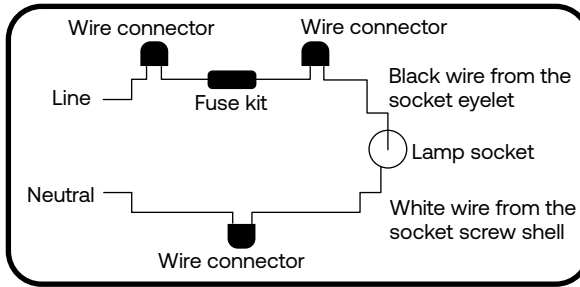 Wire connector
Wire connector
Black wire from the
socket eyelet
Line
Fuse kit
Lamp socket
Neutral
White wire from the
socket screw shell
Wire connector